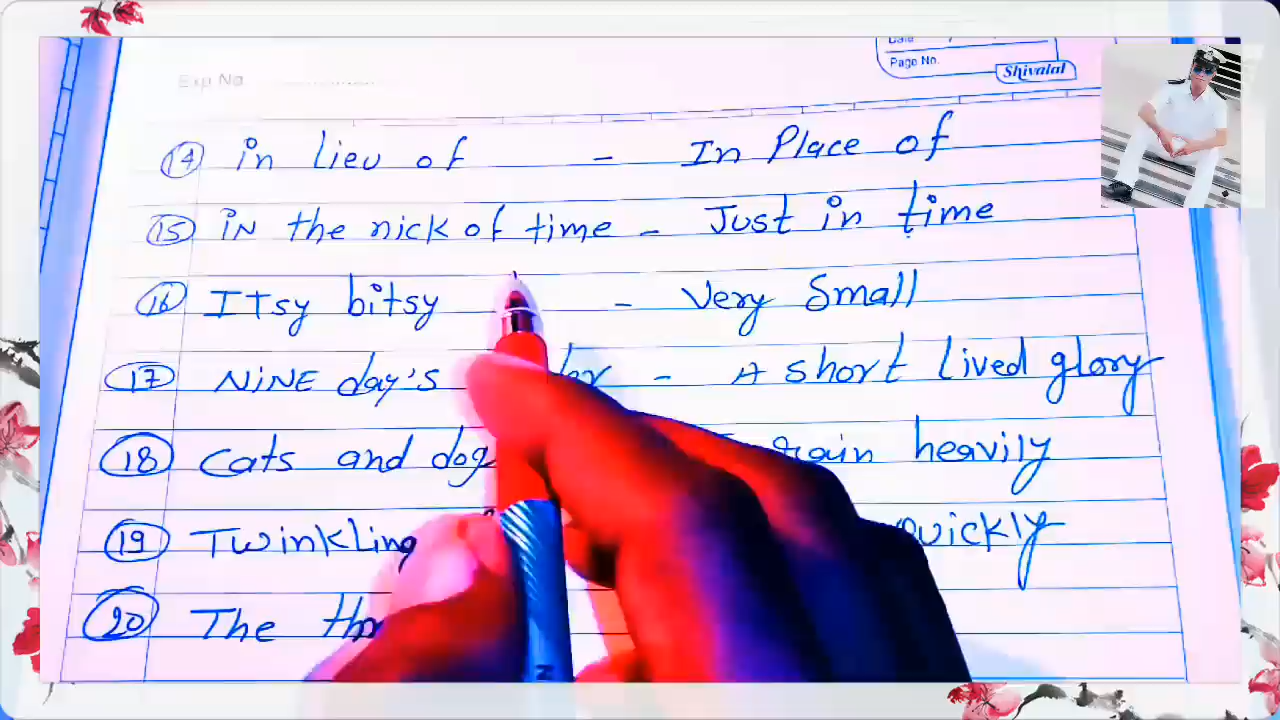 Date
Page No.
Shivalal
Exp No
14 in lieu of - In Place of
15 iN the nick of time - Just in time
16 ITsy bitsy - Very Small
17 NiNE day's - A short Lived glory
18 Cats and dog rain heavily
19 Twinkling quickly
20 The